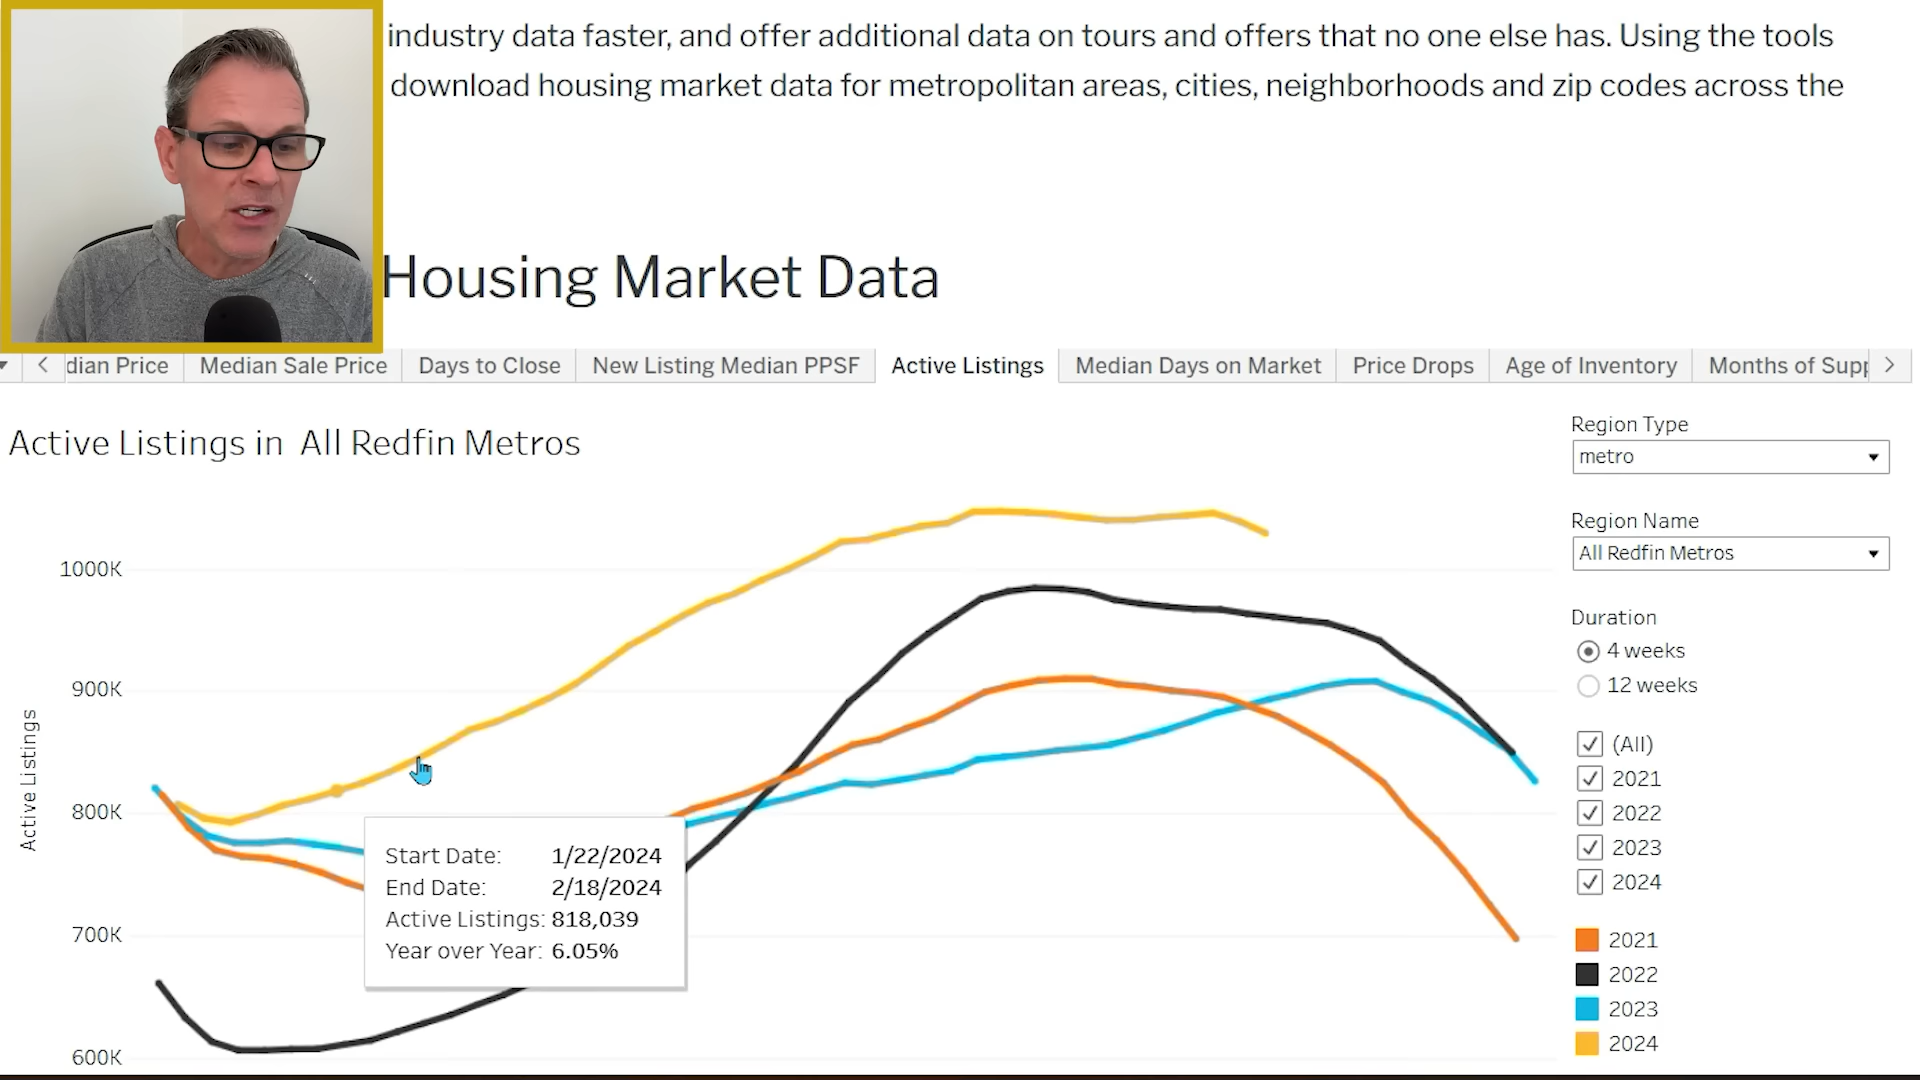 industry data faster, and offer additional data on tours and offers that no one else has. Using the tools
download housing market data for metropolitan areas, cities, neighborhoods and zip codes across the
Housing Market Data
dian Price Median Sale Price Days to Close New Listing Median PPSF Active Listings Median Days on Market Price Drops Age of Inventory Months of Supp
Active Listings in All Redfin Metros
Region Type
metro
Region Name
All Redfin Metros
Duration
4 weeks
12 weeks
(All)
2021
2022
2023
2024
2021
2022
2023
2024
Active Listings
1000K
900K
800K
700K
600K
Start Date: 1/22/2024
End Date: 2/18/2024
Active Listings: 818,039
Year over Year: 6.05%